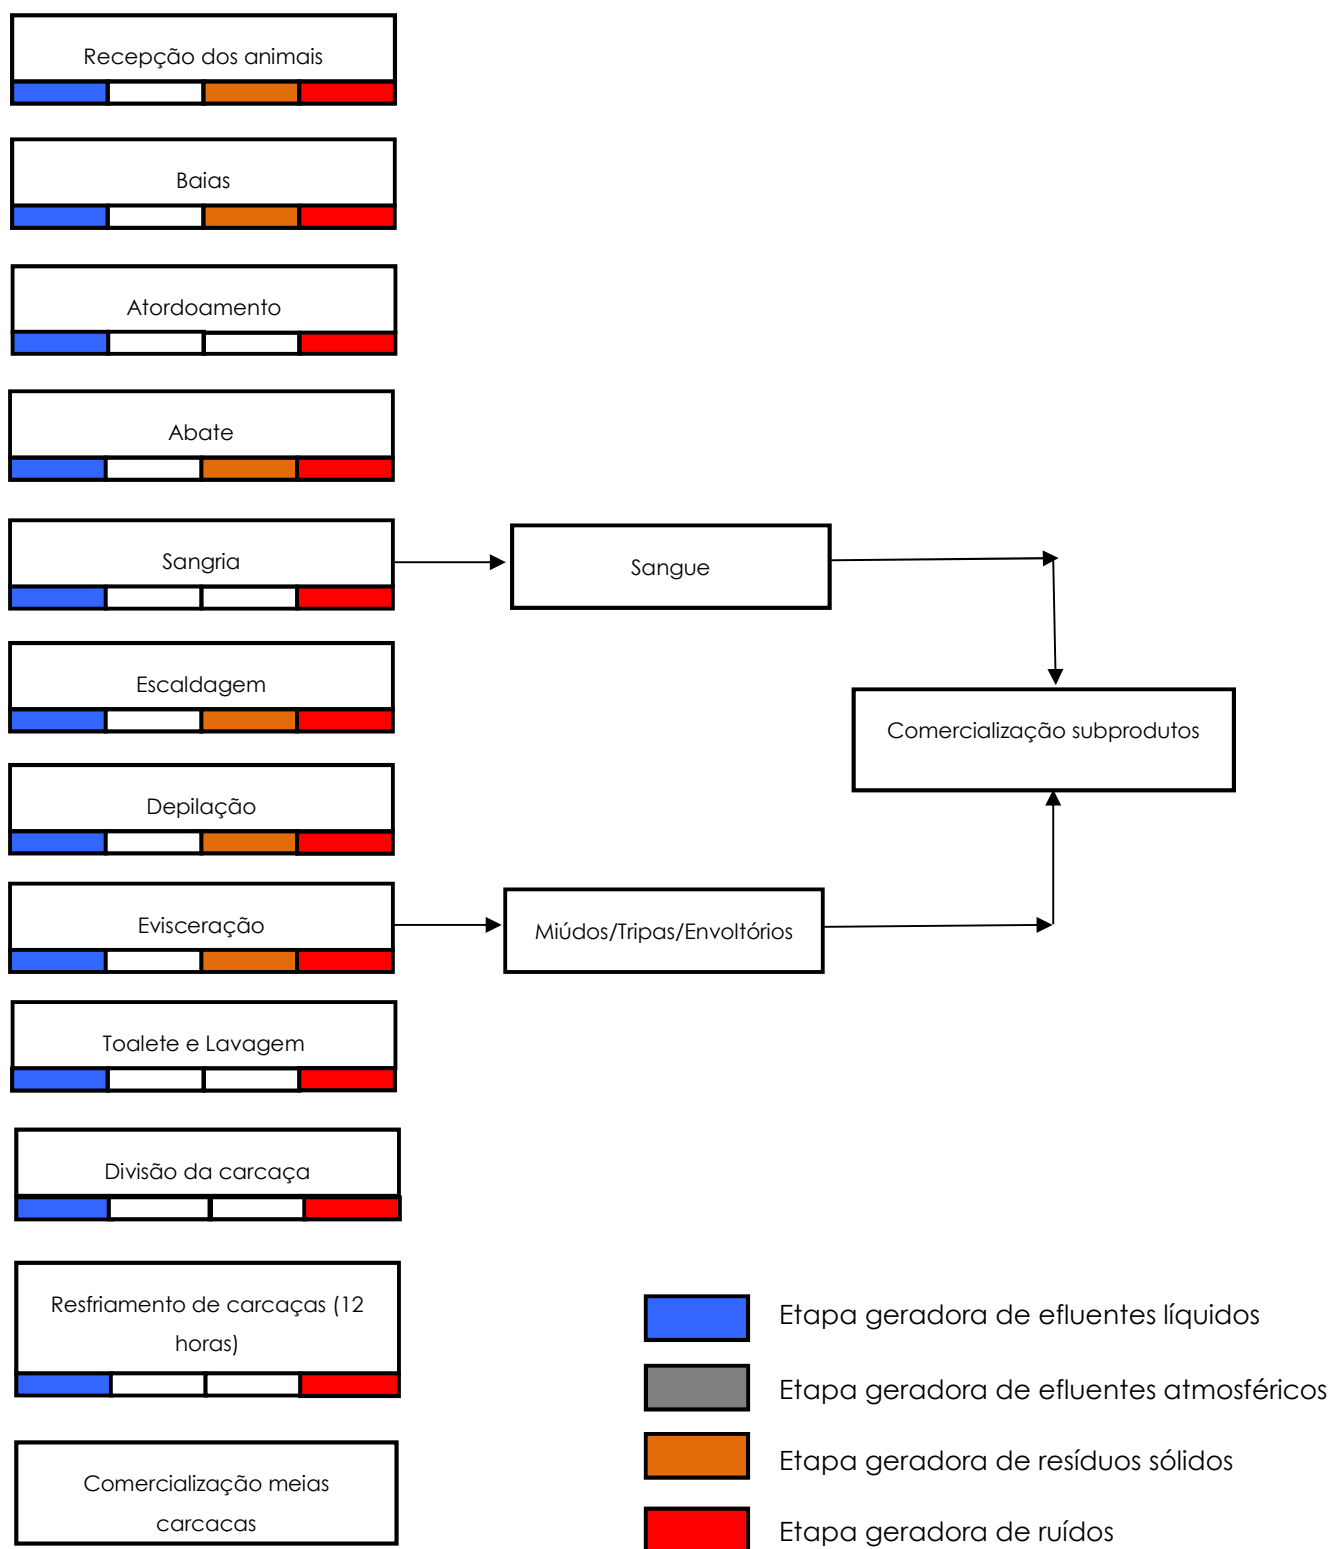 Recepção dos animais
Baias
Atordoamento
Abate
Sangria
Sangue
Escaldagem
Comercialização subprodutos
Depilação
Evisceração
Miúdos/Tripas/Envoltórios
Toalete e Lavagem
Divisão da carcaça
Resfriamento de carcaças (12
horas)
Comercialização meias
carcacas
Etapa geradora de efluentes líquidos
Etapa geradora de efluentes atmosféricos
Etapa geradora de resíduos sólidos
Etapa geradora de ruídos